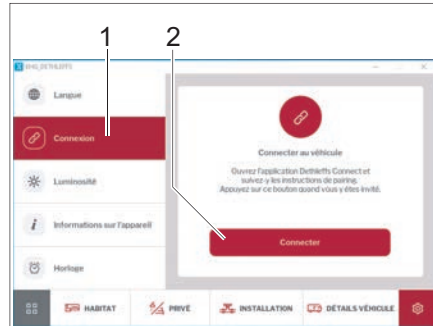 1 2
KHG_DETHLEFFS
Langue
Connexion
Luminosité
Informations sur l'appareil
Horloge
Connecter au véhicule
Ouvrez l'application Dethleffs Connect et
suivez-y les instructions de pairing.
Appuyez sur ce bouton quand vous y êtes invité.
Connecter
HABITAT PRIVÉ INSTALLATION DÉTAILS VÉHICULE